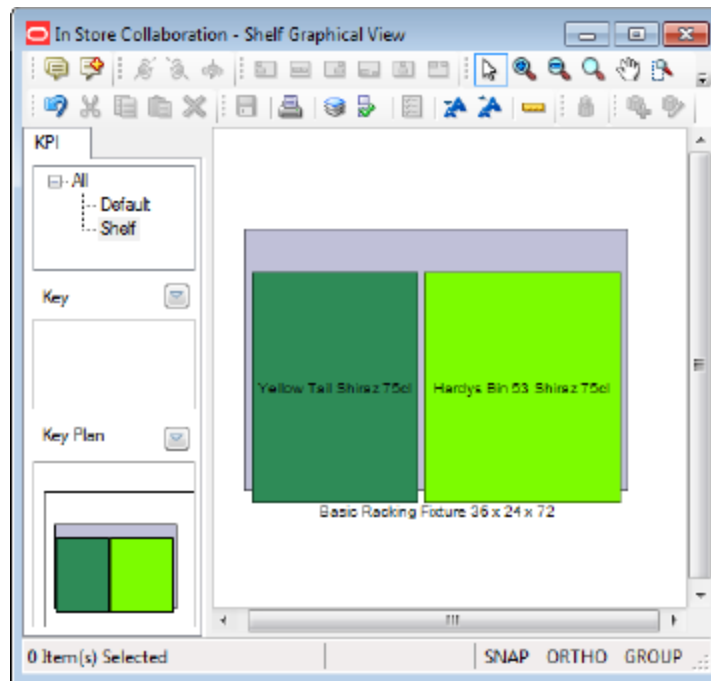 In Store Collaboration - Shelf Graphical View
KPI
All
Default
Shelf
Key
Key Plan
Yellow Tail Shiraz 75cl
Hardys Bin 53 Shiraz 75cl
Basic Racking Fixture 36 x 24 x 72
0 Item(s) Selected
SNAP ORTHO GROUP